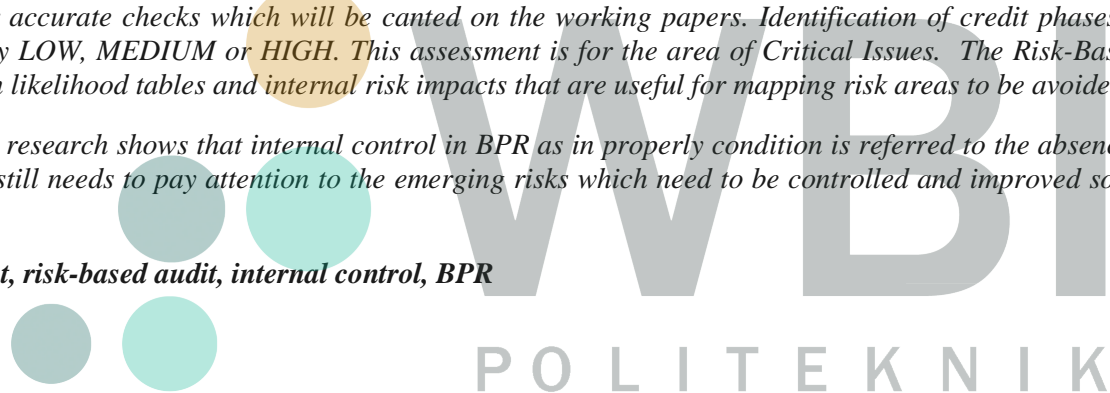 accurate checks which will be canted on the working papers. Identification of credit phases
y LOW, MEDIUM or HIGH. This assessment is for the area of Critical Issues. The Risk-Bas
likelihood tables and internal risk impacts that are useful for mapping risk areas to be avoide
research shows that internal control in BPR as in properly condition is referred to the absenc
still needs to pay attention to the emerging risks which need to be controlled and improved so
t, risk-based audit, internal control, BPR
WBI
POLITEKNIK